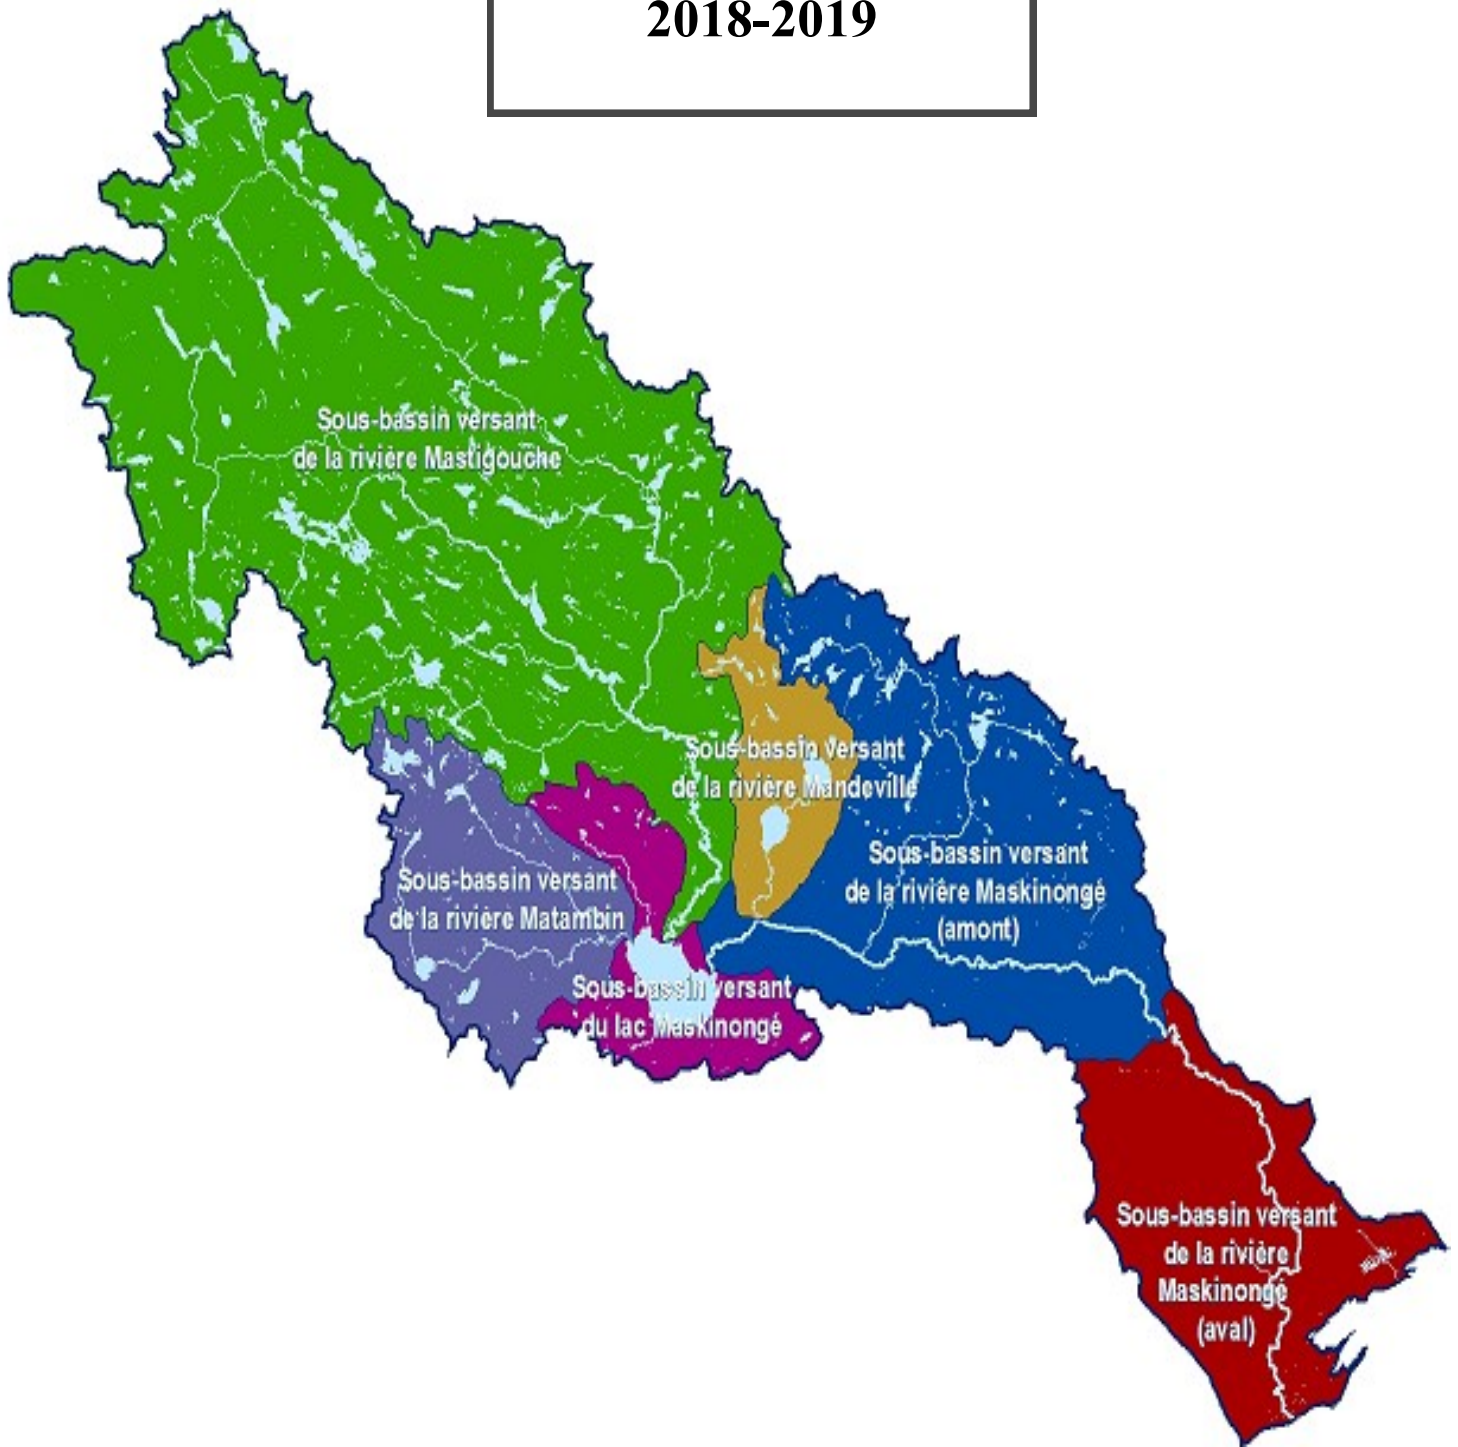 2018-2019
Sous-bassin versant
de la rivière Mastigouche
Sous-bassin versant
de la rivière Mandeville
Sous-bassin versant
de la rivière Maskinongé
(amont)
Sous-bassin versant
de la rivière Matambin
Sous-bassin versant
du lac Maskinongé
Sous-bassin versant
de la rivière
Maskinongé
(aval)